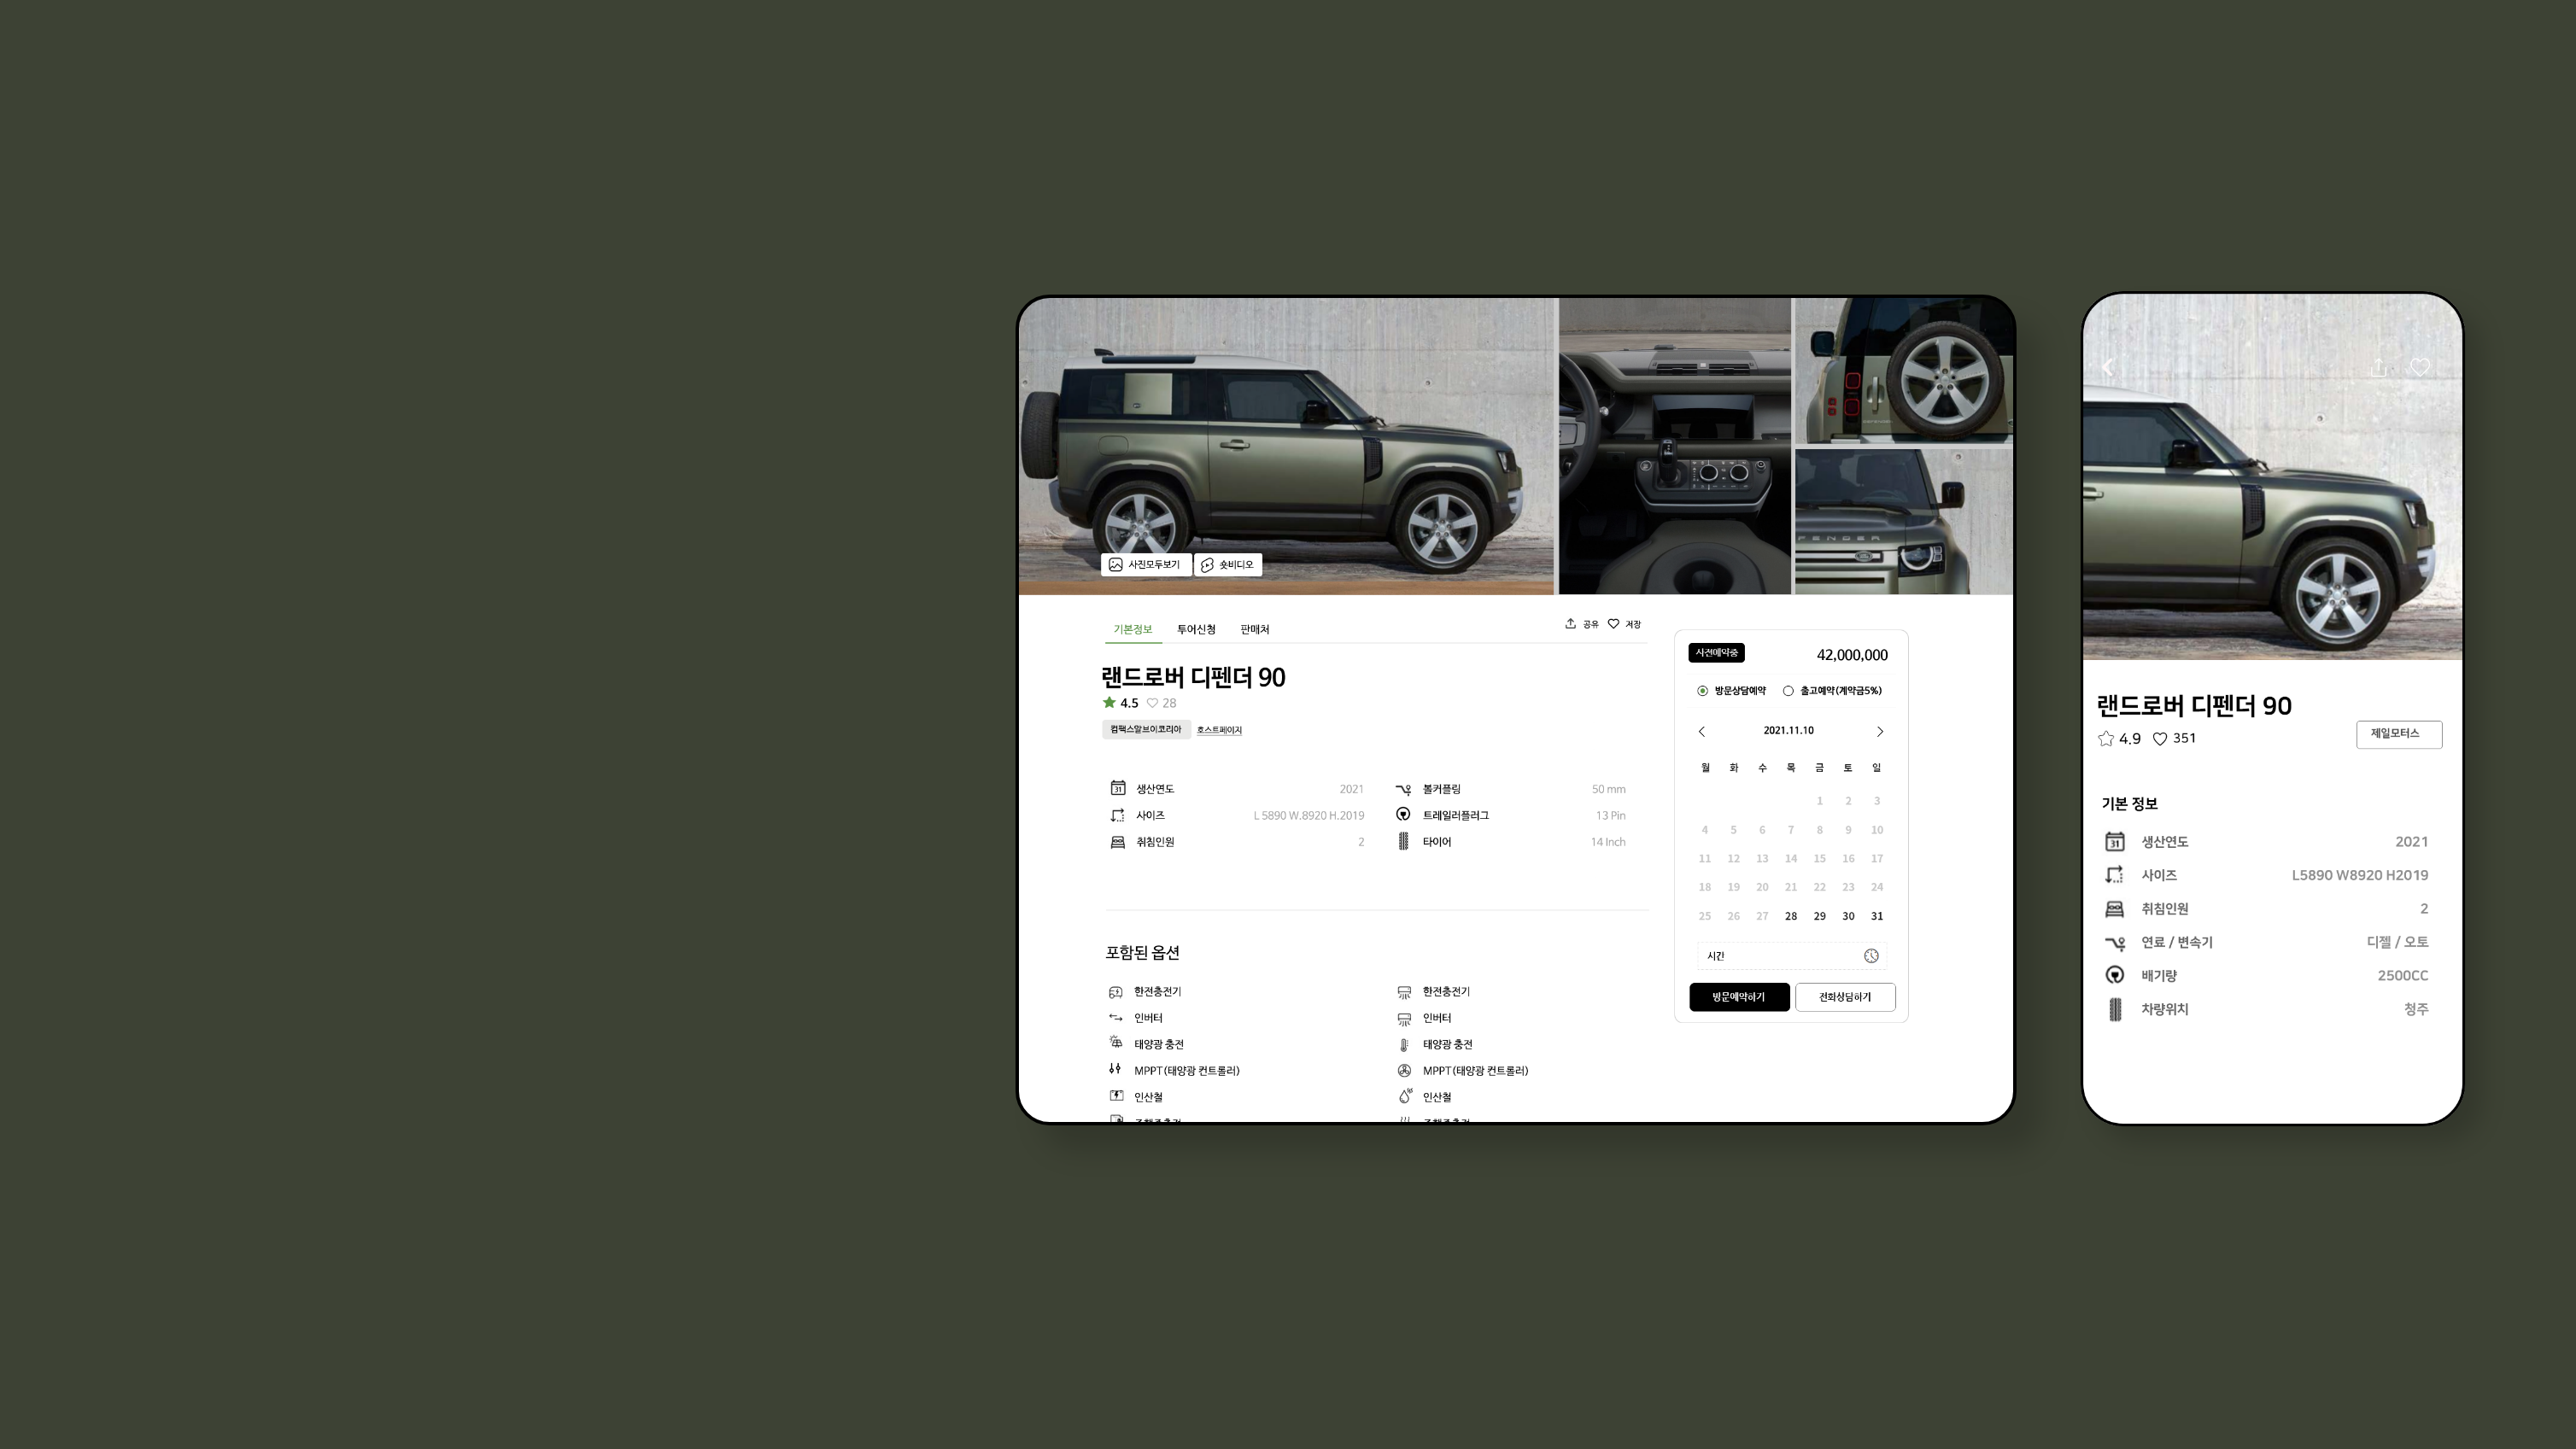 DEFENDER
사진모두보기
숏비디오
기본정보 투어신청 판매처
공유 저장
랜드로버 디펜더 90
4.5 28
컴팩스알브이코리아 호스트페이지
생산연도 2021
사이즈 L 5890 W.8920 H.2019
취침인원 2
볼커플링 50 mm
트레일러플러그 13 Pin
타이어 14 Inch
포함된 옵션
한전충전기
인버터
태양광 충전
MPPT(태양광 컨트롤러)
인산철
한전충전기
인버터
태양광 충전
MPPT(태양광 컨트롤러)
인산철
사전예약중 42,000,000
방문상담예약 출고예약(계약금5%)
2021.11.10
월 화 수 목 금 토 일
1 2 3
4 5 6 7 8 9 10
11 12 13 14 15 16 17
18 19 20 21 22 23 24
25 26 27 28 29 30 31
시간
방문예약하기 전화상담하기
랜드로버 디펜더 90
4.9 351
제일모터스
기본 정보
생산연도 2021
사이즈 L5890 W8920 H2019
취침인원 2
연료 / 변속기 디젤 / 오토
배기량 2500CC
차량위치 청주